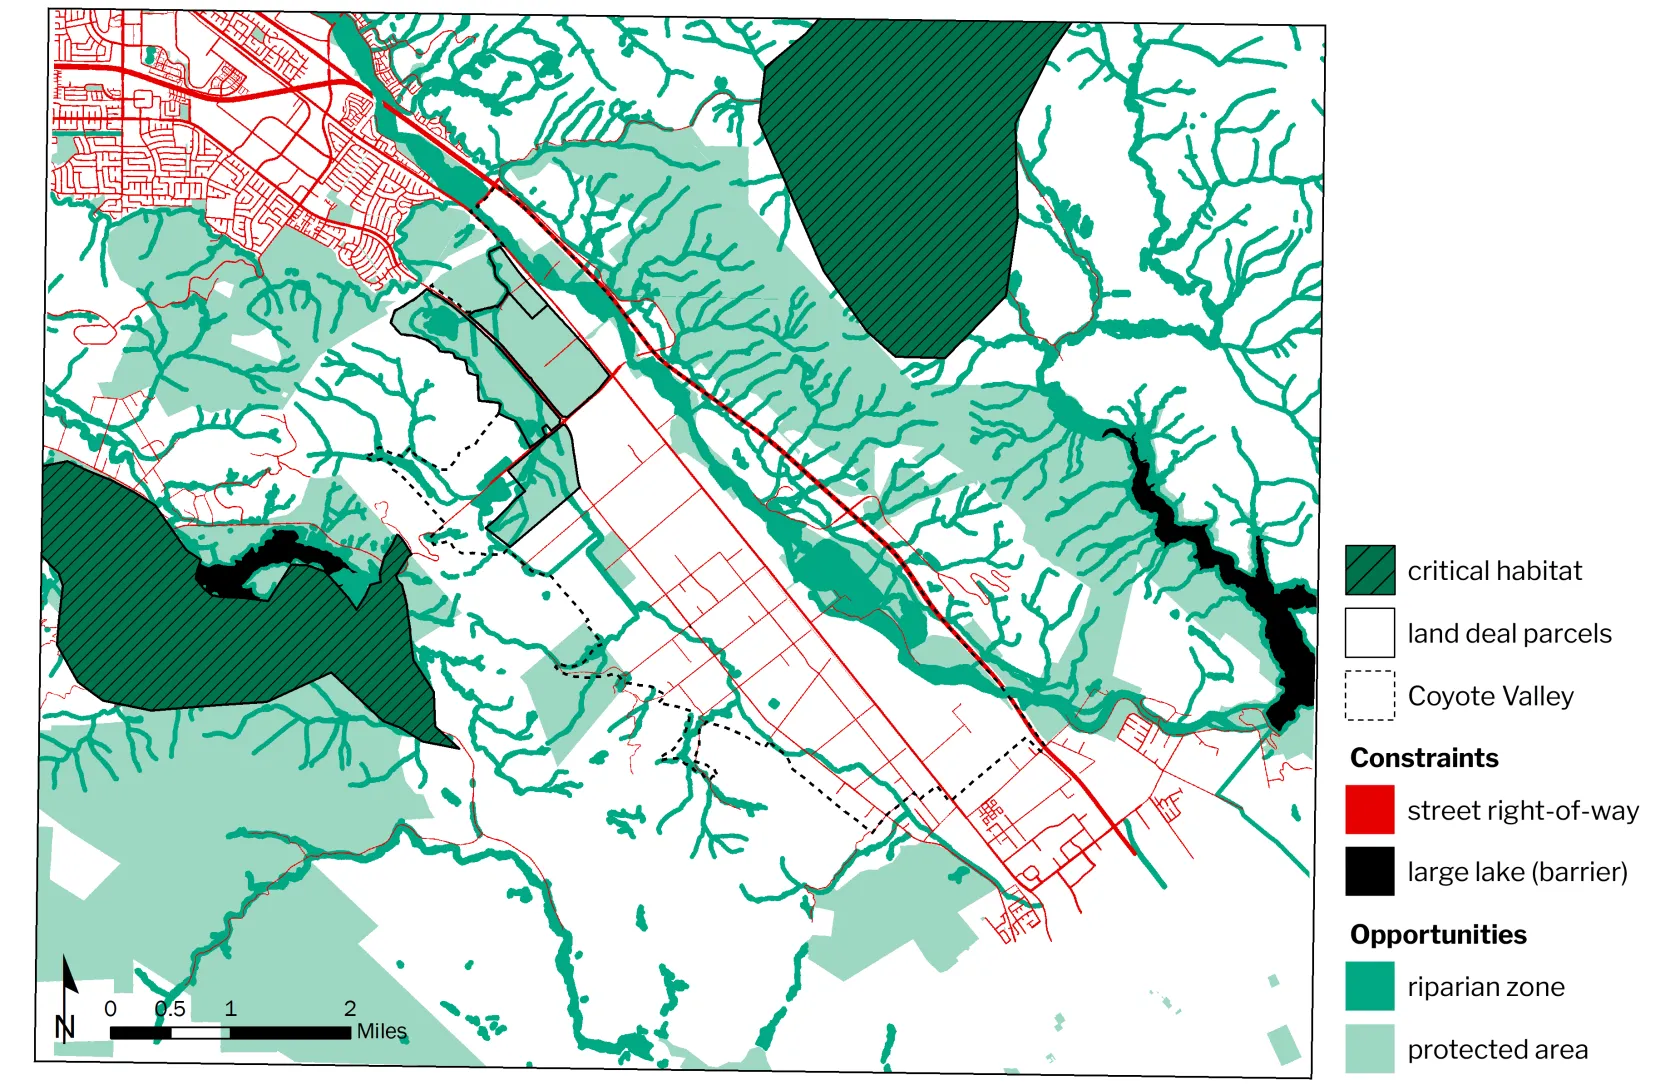 critical habitat
land deal parcels
Coyote Valley
Constraints
street right-of-way
large lake (barrier)
Opportunities
riparian zone
protected area
N
0 0.5 1 2
Miles